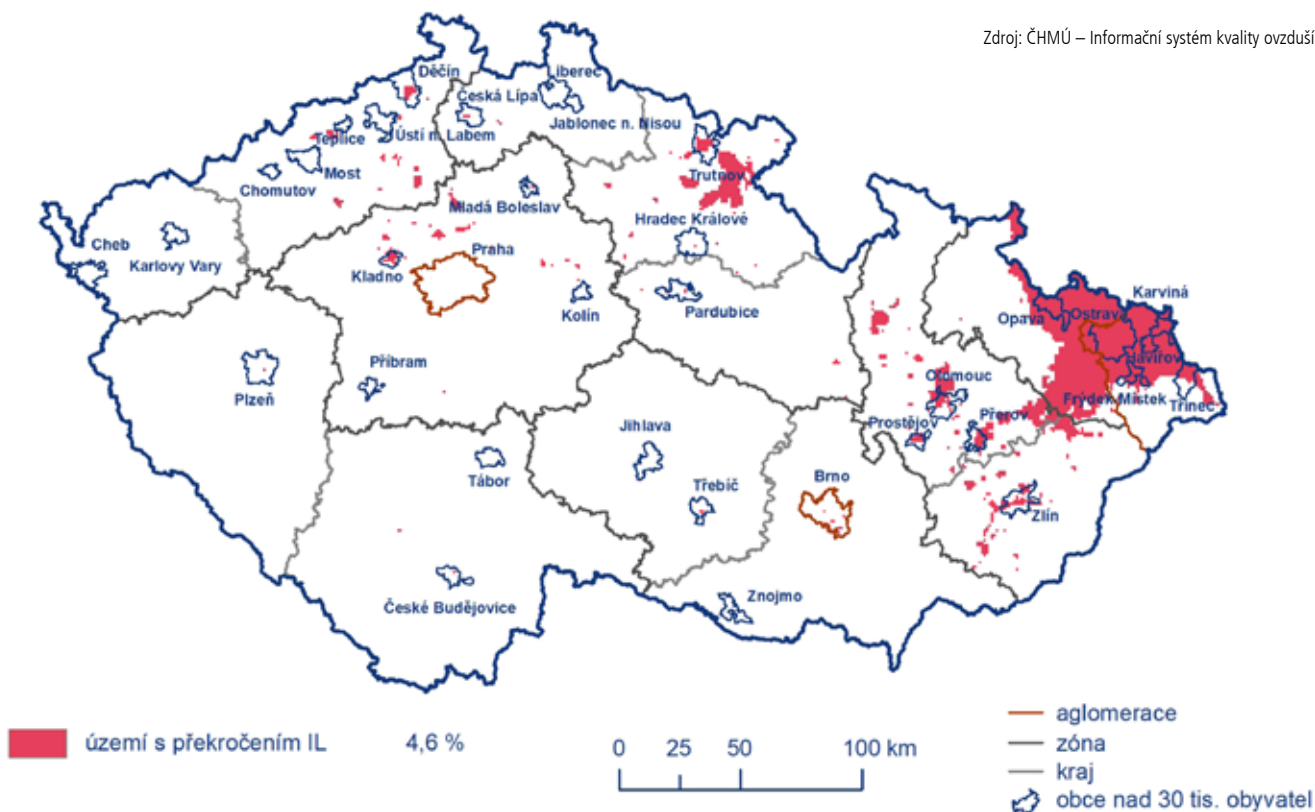 Zdroj: ČHMÚ – Informační systém kvality ovzduší
Děčín
Liberec
Česká Lípa
Jablonec n. Nisou
Teplice
Ústí n. Labem
Most
Chomutov
Trutnov
Mladá Boleslav
Hradec Králové
Cheb
Karlovy Vary
Praha
Kladno
Kolín
Pardubice
Karviná
Opava
Ostrava
Havířov
Příbram
Plzeň
Olomouc
Frýdek Místek
Třinec
Prostějov
Přerov
Jihlava
Tábor
Třebíč
Brno
Zlín
České Budějovice
Znojmo
území s překročením IL 4,6 %
0 25 50 100 km
aglomerace
zóna
kraj
obce nad 30 tis. obyvatel